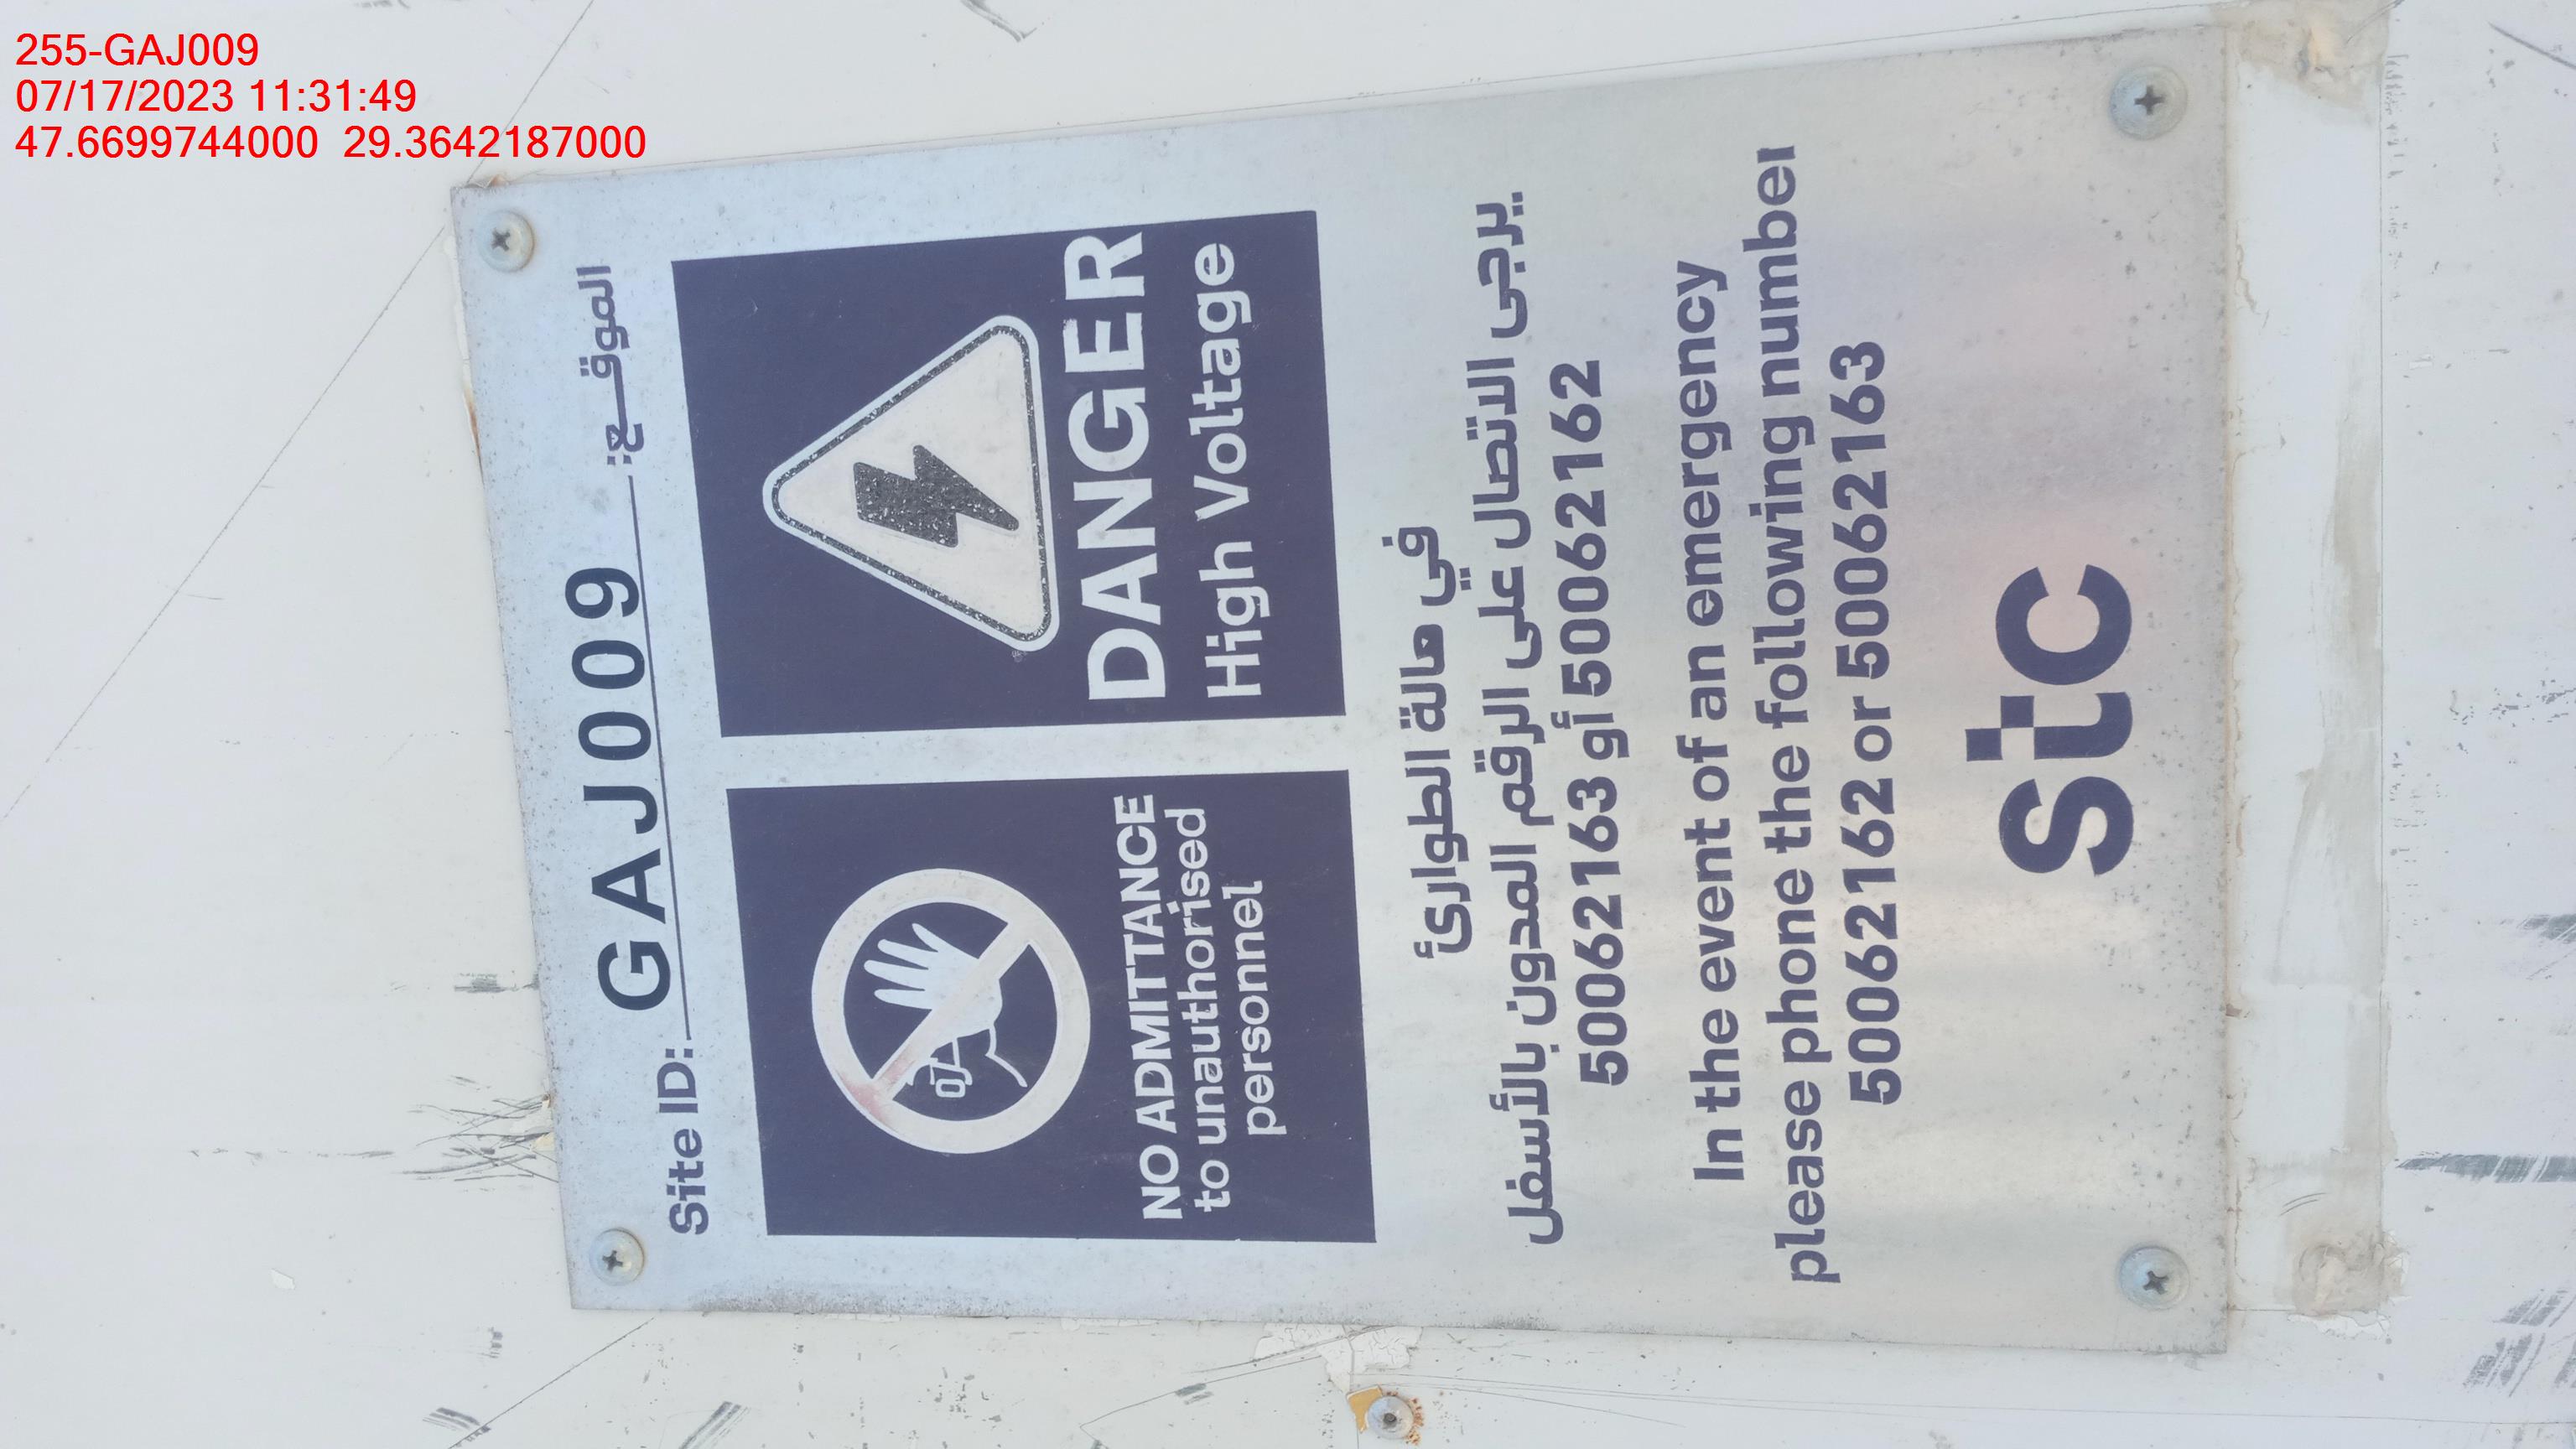 255-GAJ009
07/17/2023 11:31:49
47.6699744000 29.3642187000
Site ID: GAJ009 الموقـــع:
NO ADMITTANCE
to unauthorised
personnel
DANGER
High Voltage
في حالة الطوارئ
يرجى الاتصال على الرقم المدون بالأسفل
50062162 أو 50062163
In the event of an emergency
please phone the following number
50062162 or 50062163
stc